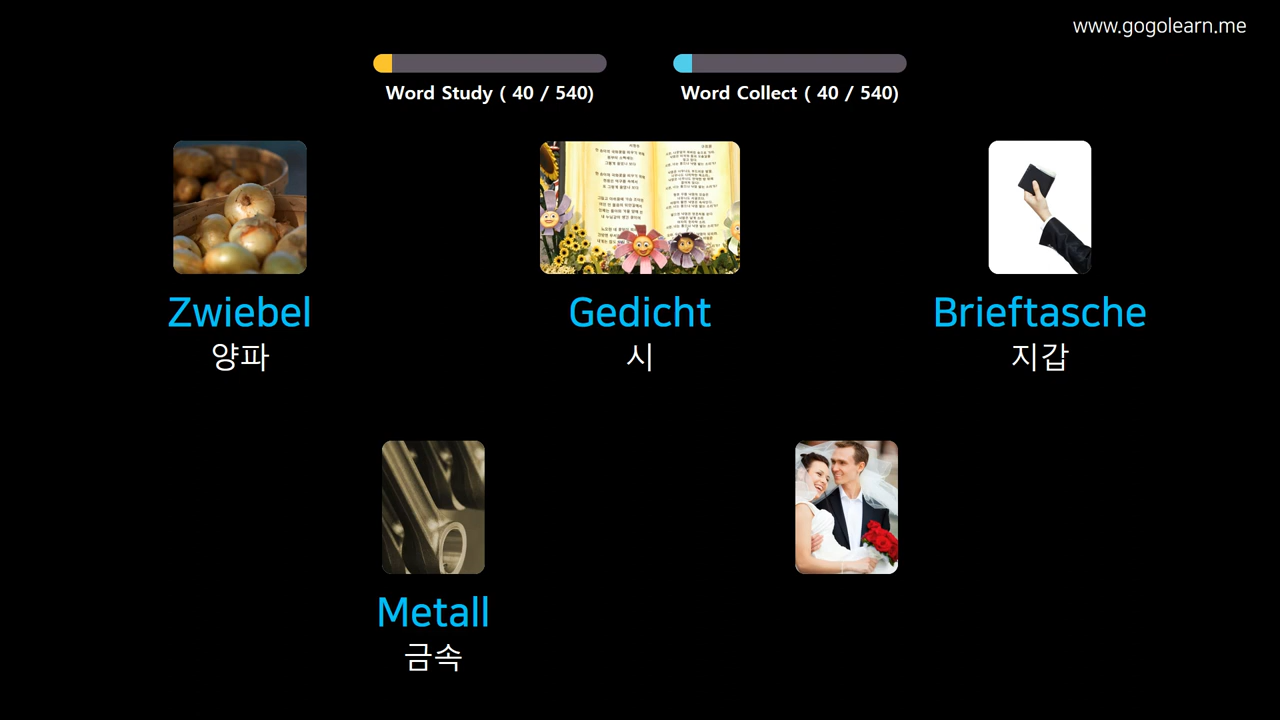 www.gogolearn.me
Word Study ( 40 / 540)
Word Collect ( 40 / 540)
Zwiebel
양파
Gedicht
시
Brieftasche
지갑
Metall
금속